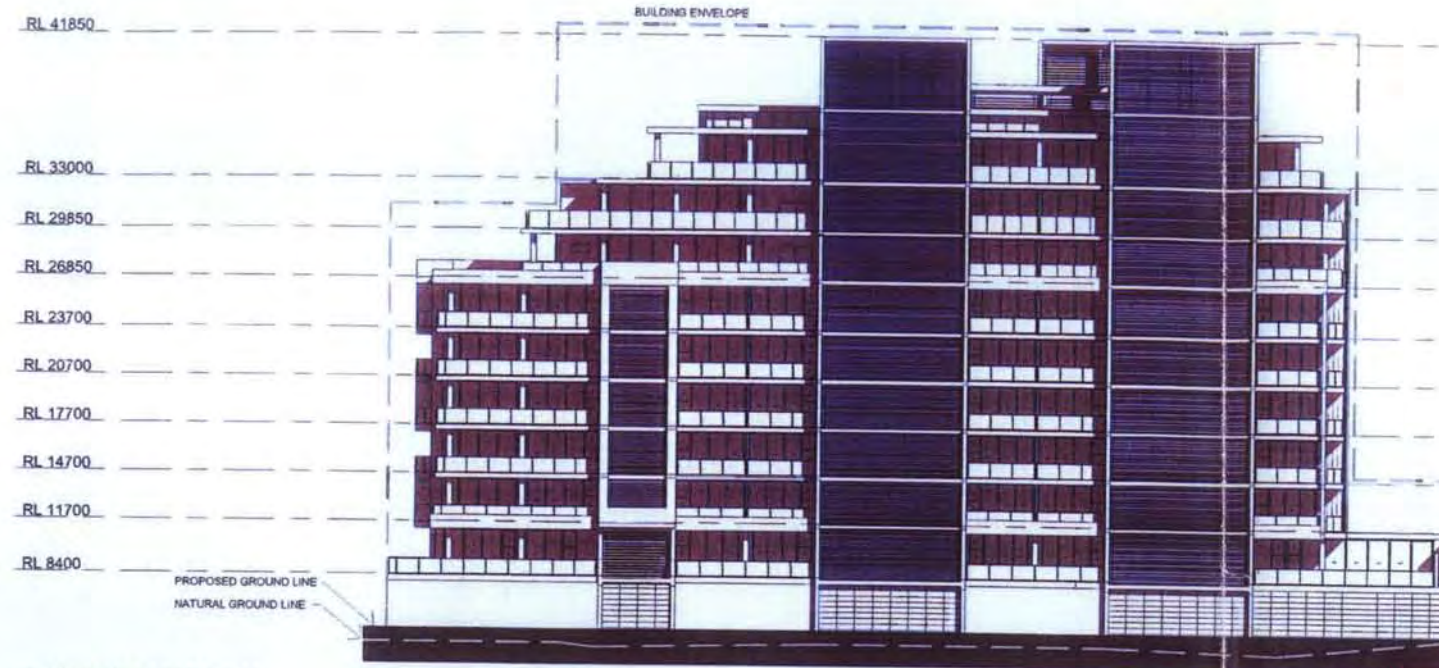 BUILDING ENVELOPE
RL 41850
RL 33000
RL 29850
RL 26850
RL 23700
RL 20700
RL 17700
RL 14700
RL 11700
RL 8400
PROPOSED GROUND LINE
NATURAL GROUND LINE